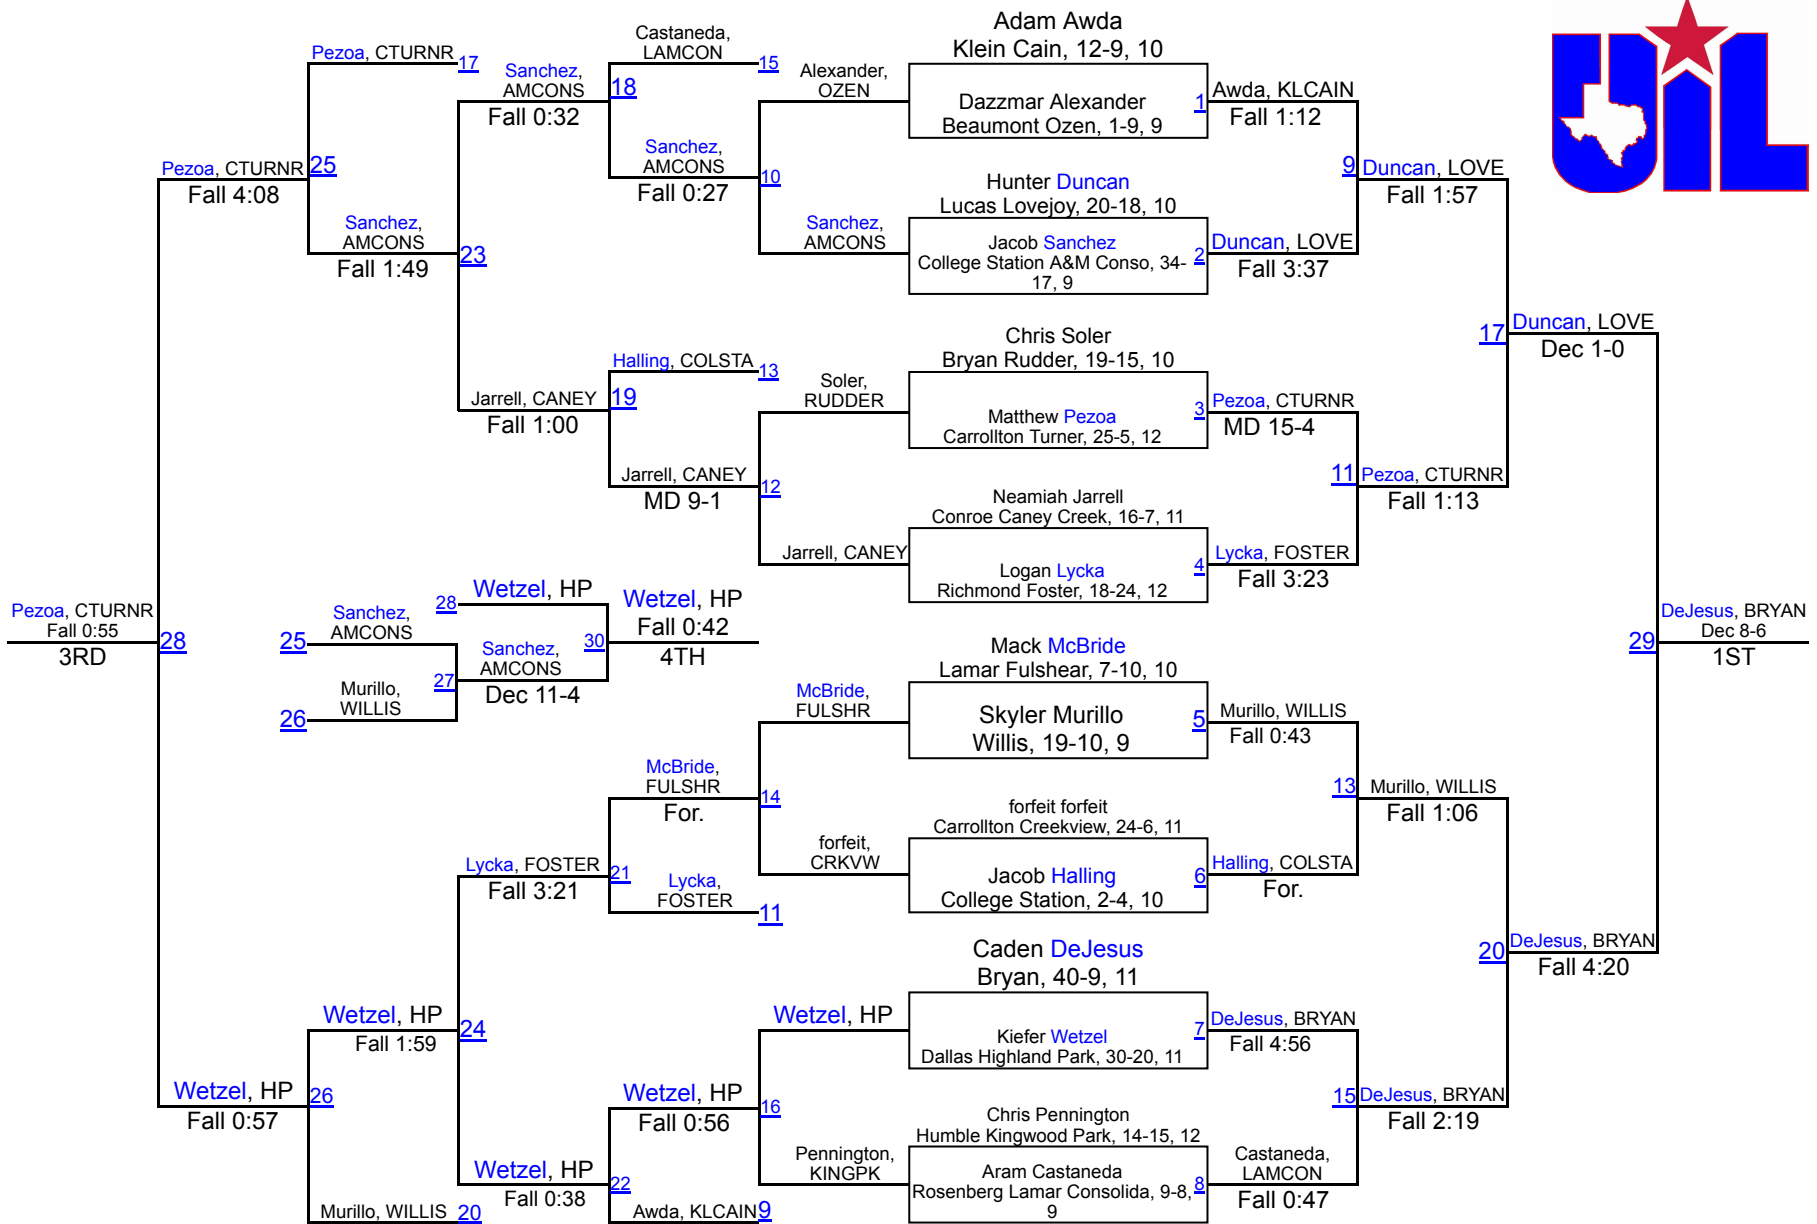 Adam Awda
Klein Cain, 12-9, 10
Dazzmar Alexander
Beaumont Ozen, 1-9, 9
1
Hunter Duncan
Lucas Lovejoy, 20-18, 10
Jacob Sanchez
College Station A&M Conso, 34-
17, 9
2
Chris Soler
Bryan Rudder, 19-15, 10
Matthew Pezoa
Carrollton Turner, 25-5, 12
3
Neamiah Jarrell
Conroe Caney Creek, 16-7, 11
Logan Lycka
Richmond Foster, 18-24, 12
4
Mack McBride
Lamar Fulshear, 7-10, 10
Skyler Murillo
Willis, 19-10, 9
5
forfeit forfeit
Carrollton Creekview, 24-6, 11
Jacob Halling
College Station, 2-4, 10
6
Caden DeJesus
Bryan, 40-9, 11
Kiefer Wetzel
Dallas Highland Park, 30-20, 11
7
Chris Pennington
Humble Kingwood Park, 14-15, 12
Aram Castaneda
Rosenberg Lamar Consolida, 9-8,
9
8
Awda, KLCAIN
Fall 1:12
Duncan, LOVE
Fall 3:37
Pezoa, CTURNR
MD 15-4
Lycka, FOSTER
Fall 3:23
Murillo, WILLIS
Fall 0:43
Halling, COLSTA
For.
DeJesus, BRYAN
Fall 4:56
Castaneda,
LAMCON
Fall 0:47
9
Duncan, LOVE
Fall 1:57
11
Pezoa, CTURNR
Fall 1:13
13
Murillo, WILLIS
Fall 1:06
15
DeJesus, BRYAN
Fall 2:19
17
Duncan, LOVE
Dec 1-0
20
DeJesus, BRYAN
Fall 4:20
29
DeJesus, BRYAN
Dec 8-6
1ST
UIL
Alexander,
OZEN
Sanchez,
AMCONS
Soler,
RUDDER
Jarrell, CANEY
McBride,
FULSHR
forfeit,
CRKVW
Wetzel, HP
Pennington,
KINGPK
Castaneda,
LAMCON
15
Sanchez,
AMCONS
Fall 0:27
10
Halling, COLSTA
13
Jarrell, CANEY
MD 9-1
12
McBride,
FULSHR
For.
14
Lycka,
FOSTER
11
Wetzel, HP
Fall 0:56
16
Awda, KLCAIN
9
Sanchez,
AMCONS
Fall 0:32
18
Jarrell, CANEY
Fall 1:00
19
Lycka, FOSTER
Fall 3:21
21
Wetzel, HP
Fall 0:38
22
Pezoa, CTURNR
17
Sanchez,
AMCONS
Fall 1:49
23
Wetzel, HP
Fall 1:59
24
Murillo, WILLIS
20
Pezoa, CTURNR
Fall 4:08
25
Wetzel, HP
Fall 0:57
26
Pezoa, CTURNR
Fall 0:55
3RD
28
25
Sanchez,
AMCONS
26
Murillo,
WILLIS
27
Sanchez,
AMCONS
Dec 11-4
28
Wetzel, HP
30
Wetzel, HP
Fall 0:42
4TH